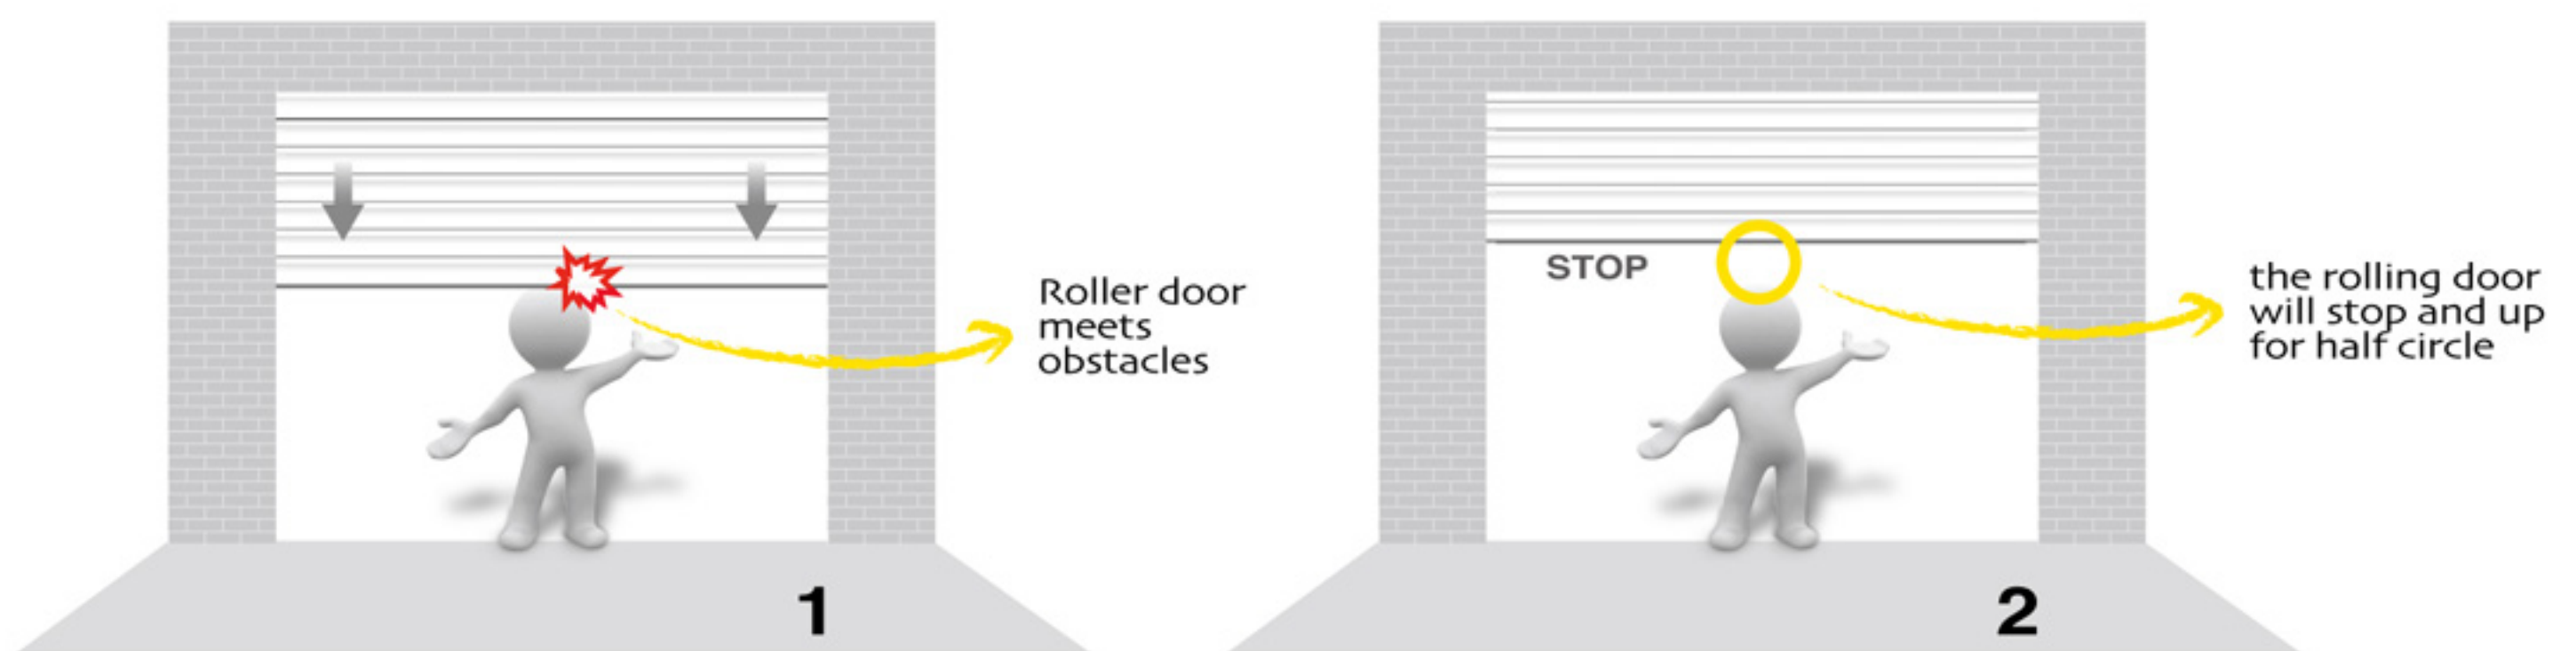 Roller door
meets
obstacles
1
STOP
the rolling door
will stop and up
for half circle
2